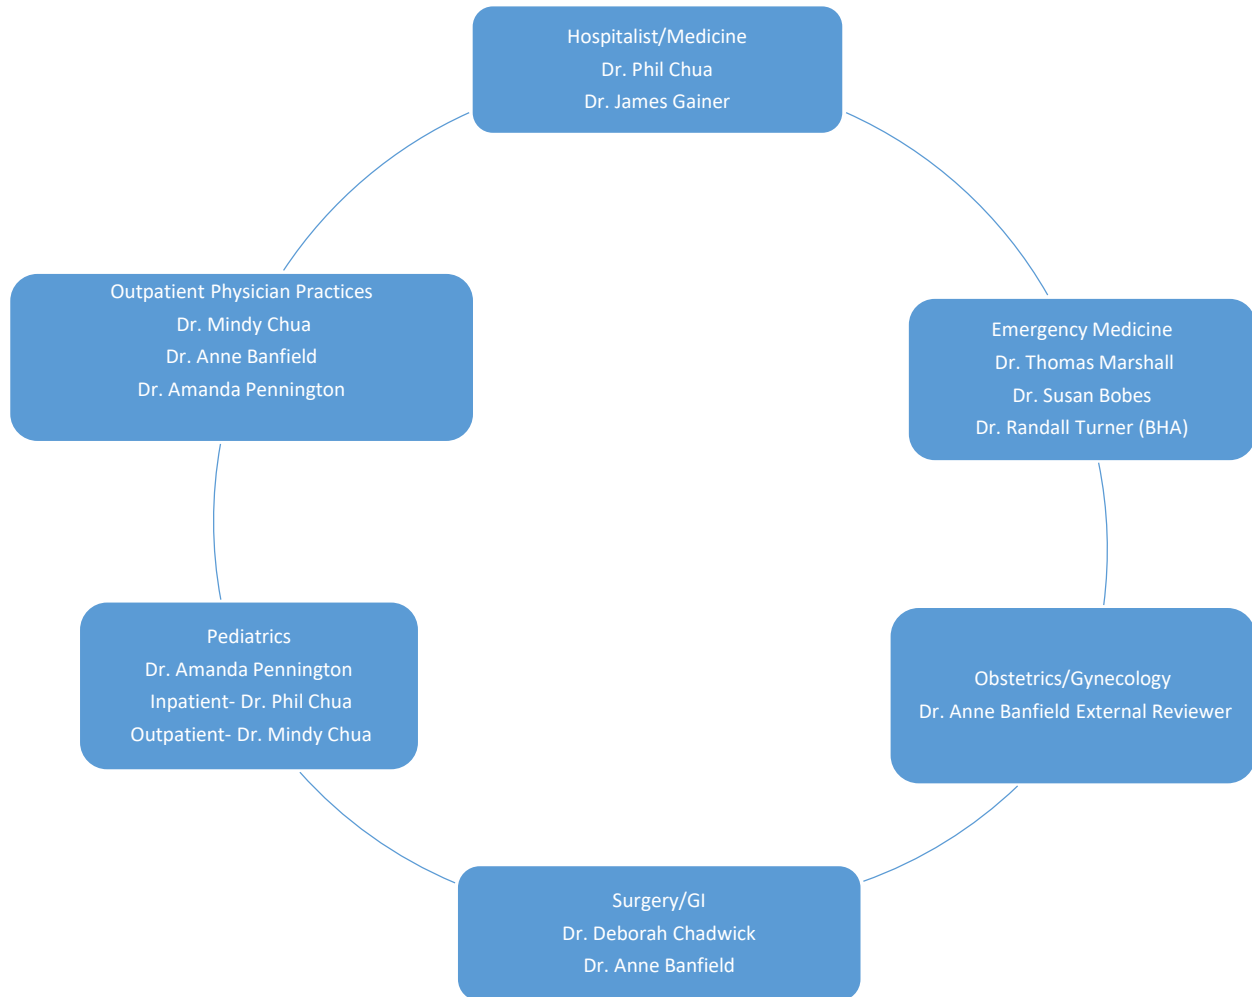 Hospitalist/Medicine
Dr. Phil Chua
Dr. James Gainer
Emergency Medicine
Dr. Thomas Marshall
Dr. Susan Bobes
Dr. Randall Turner (BHA)
Obstetrics/Gynecology
Dr. Anne Banfield External Reviewer
Surgery/GI
Dr. Deborah Chadwick
Dr. Anne Banfield
Pediatrics
Dr. Amanda Pennington
Inpatient- Dr. Phil Chua
Outpatient- Dr. Mindy Chua
Outpatient Physician Practices
Dr. Mindy Chua
Dr. Anne Banfield
Dr. Amanda Pennington